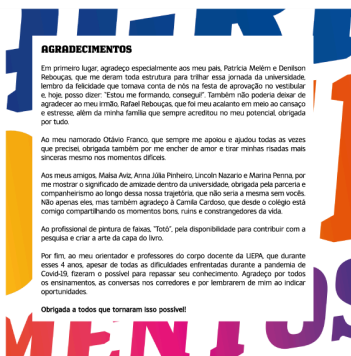 AGRADECIMENTOS
Em primeiro lugar, agradeço especialmente aos meus pais, Patrícia Melém e Denilson
Rebouças, que me deram toda estrutura para trilhar essa jornada da universidade,
lembro da felicidade que tomava conta de nós na festa de aprovação no vestibular
e, hoje, posso dizer: "Estou me formando, consegui!". Também não poderia deixar de
agradecer ao meu irmão, Rafael Rebouças, que foi meu acalanto em meio ao cansaço
e estresse, além da minha família que sempre acreditou no meu potencial, obrigada
por tudo.
Ao meu namorado Otávio Franco, que sempre me apoiou e ajudou todas as vezes
que precisei, obrigada também por me encher de amor e tirar minhas risadas mais
sinceras mesmo nos momentos difíceis.
Aos meus amigos, Maísa Aviz, Anna Júlia Pinheiro, Lincoln Nazario e Marina Penna, por
me mostrar o significado de amizade dentro da universidade, obrigada pela parceria e
companheirismo ao longo dessa nossa trajetória, que não seria a mesma sem vocês.
Não apenas eles, mas também agradeço à Camila Cardoso, que desde o colégio está
comigo compartilhando os momentos bons, ruins e constrangedores da vida.
Ao profissional de pintura de faixas, "Totó", pela disponibilidade para contribuir com a
pesquisa e criar a arte da capa do livro.
Por fim, ao meu orientador e professores do corpo docente da UEPA, que durante
esses 4 anos, apesar de todas as dificuldades enfrentadas durante a pandemia de
Covid-19, fizeram o possível para repassar seu conhecimento. Agradeço por todos
os ensinamentos, as conversas nos corredores e por lembrarem de mim ao indicar
oportunidades.
Obrigada a todos que tornaram isso possível!